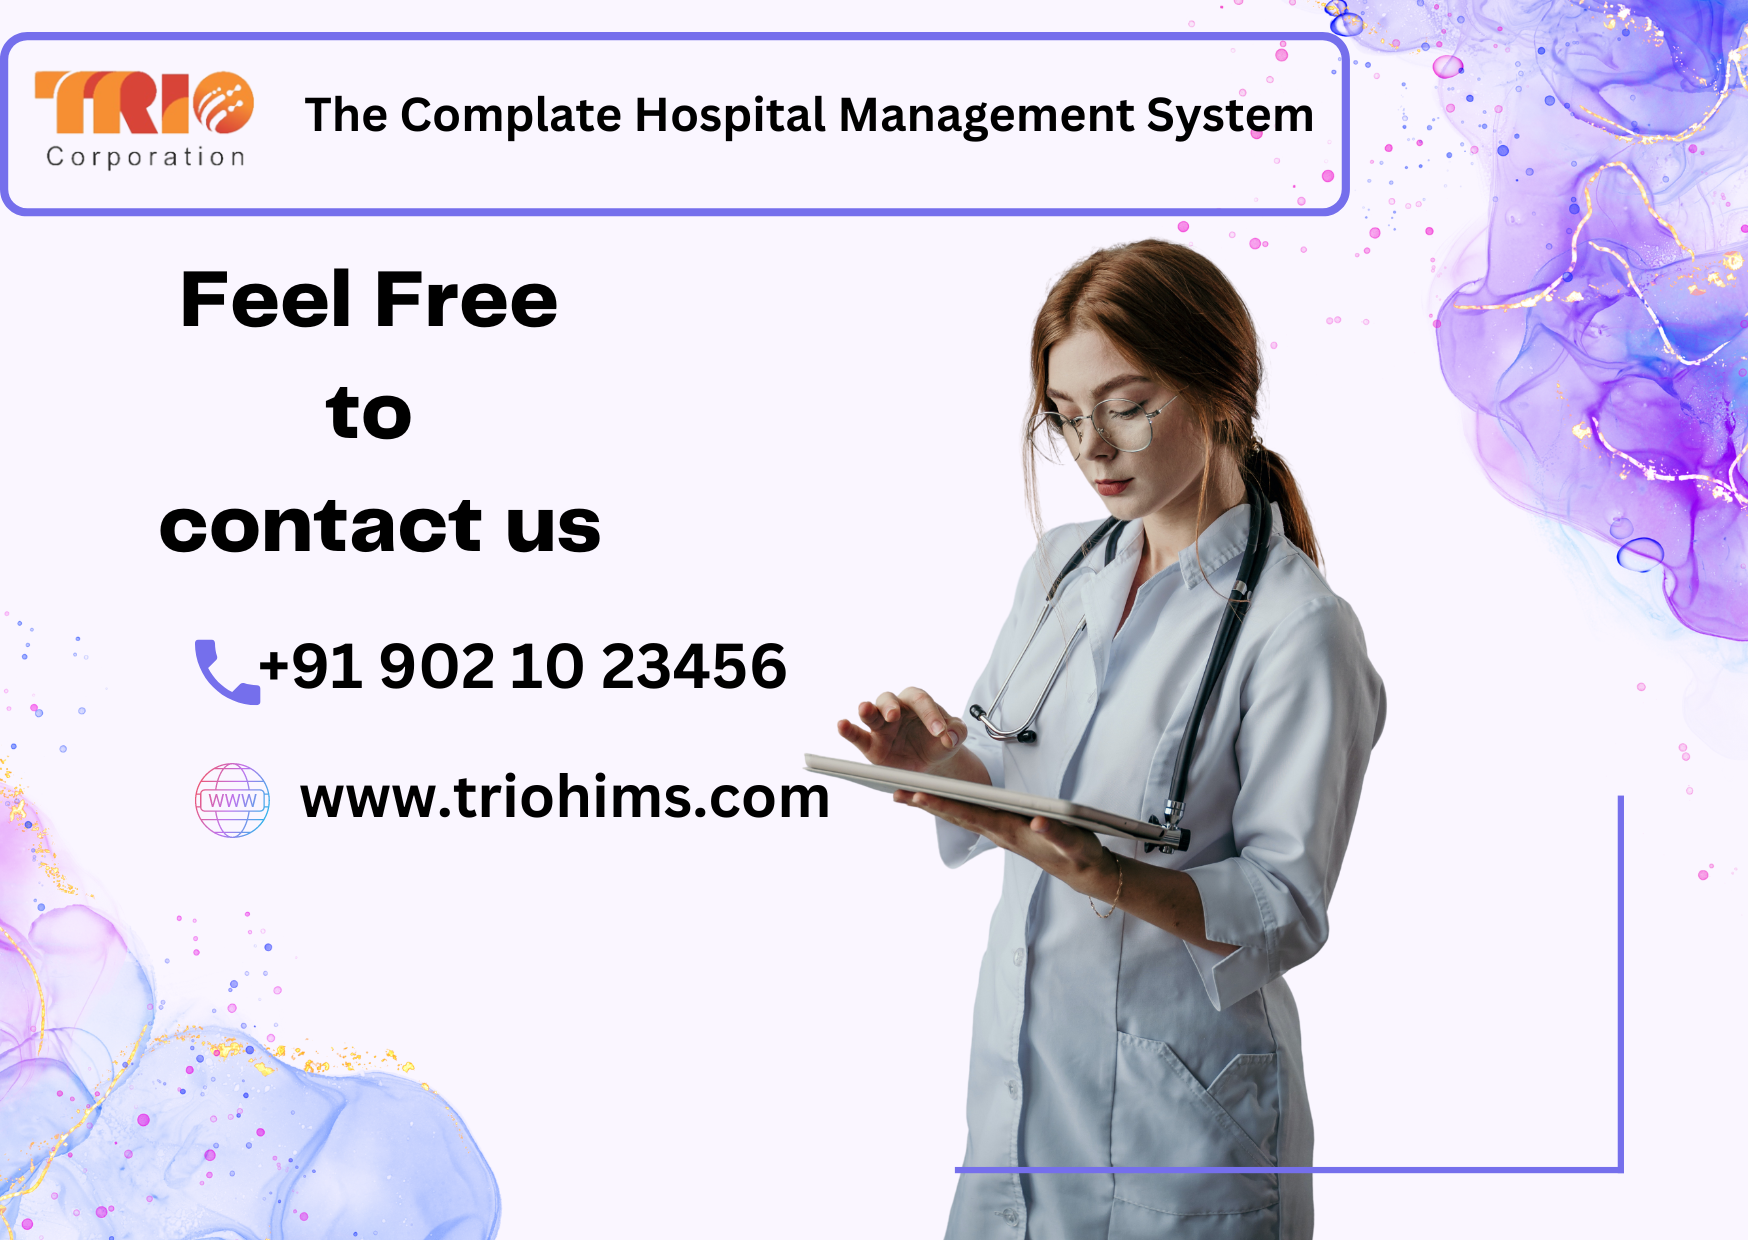 TRIO
Corporation
The Complate Hospital Management System
Feel Free
to
contact us
+91 902 10 23456
WWW
www.triohims.com